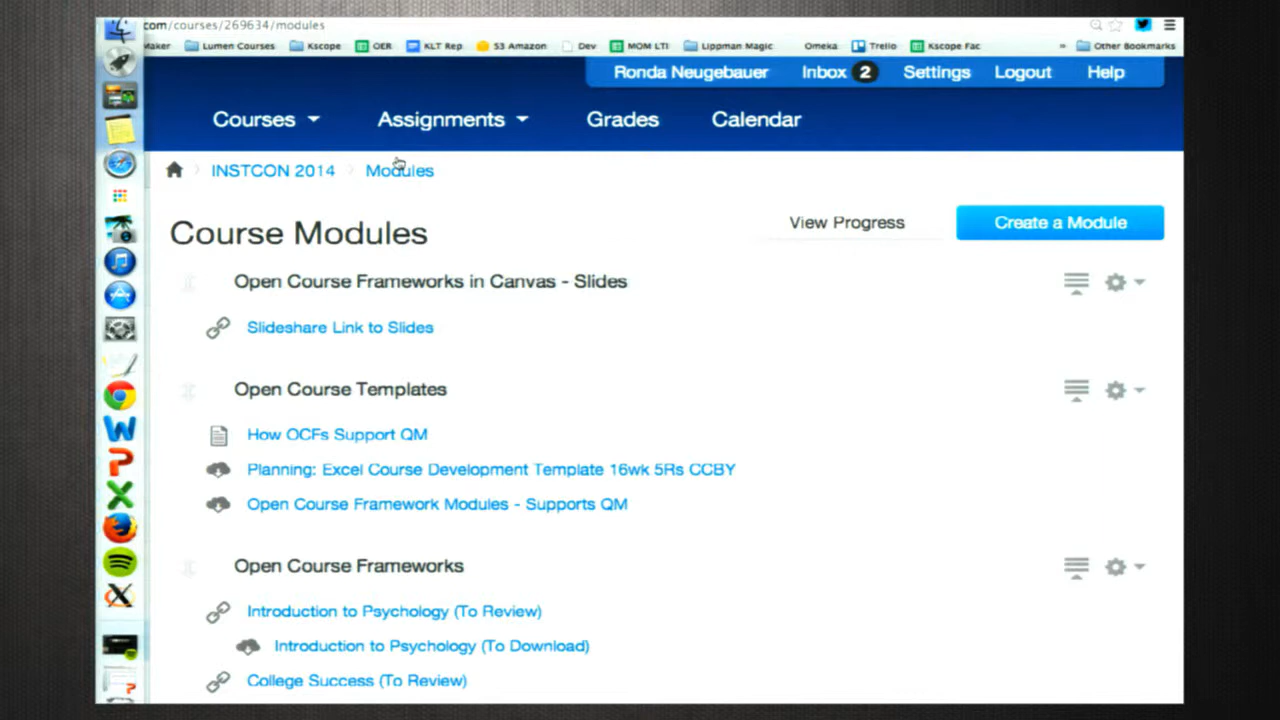 com/courses/269634/modules
Maker Lumen Courses Kscope OER KLT Rep S3 Amazon Dev MOM LTI Lippman Magic Omeka Trello Kscope Fac » Other Bookmarks
Ronda Neugebauer Inbox 2 Settings Logout Help
Courses Assignments Grades Calendar
INSTCON 2014 Modules
Course Modules View Progress Create a Module
Open Course Frameworks in Canvas - Slides
Slideshare Link to Slides
Open Course Templates
How OCFs Support QM
Planning: Excel Course Development Template 16wk 5Rs CCBY
Open Course Framework Modules - Supports QM
Open Course Frameworks
Introduction to Psychology (To Review)
Introduction to Psychology (To Download)
College Success (To Review)